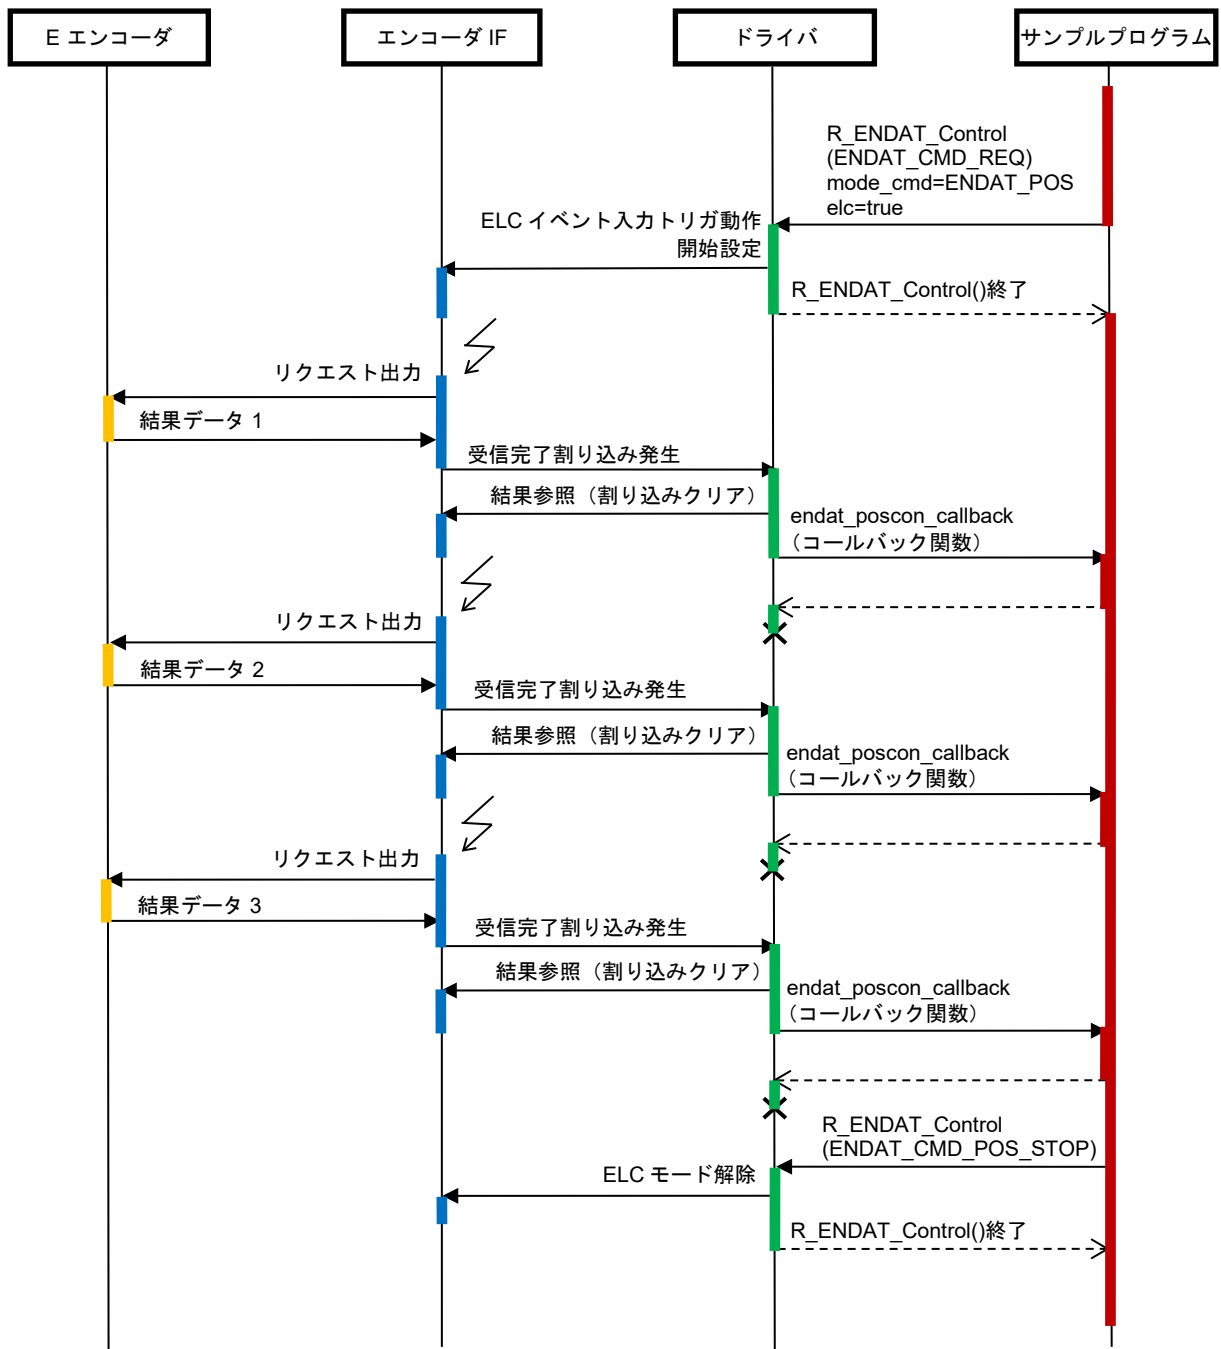 E エンコーダ
エンコーダ IF
ドライバ
サンプルプログラム
R_ENDAT_Control
(ENDAT_CMD_REQ)
mode_cmd=ENDAT_POS
elc=true
ELC イベント入力トリガ動作
開始設定
R_ENDAT_Control()終了
リクエスト出力
結果データ 1
受信完了割り込み発生
結果参照（割り込みクリア）
endat_poscon_callback
（コールバック関数）
リクエスト出力
結果データ 2
受信完了割り込み発生
結果参照（割り込みクリア）
endat_poscon_callback
（コールバック関数）
リクエスト出力
結果データ 3
受信完了割り込み発生
結果参照（割り込みクリア）
endat_poscon_callback
（コールバック関数）
R_ENDAT_Control
(ENDAT_CMD_POS_STOP)
ELC モード解除
R_ENDAT_Control()終了